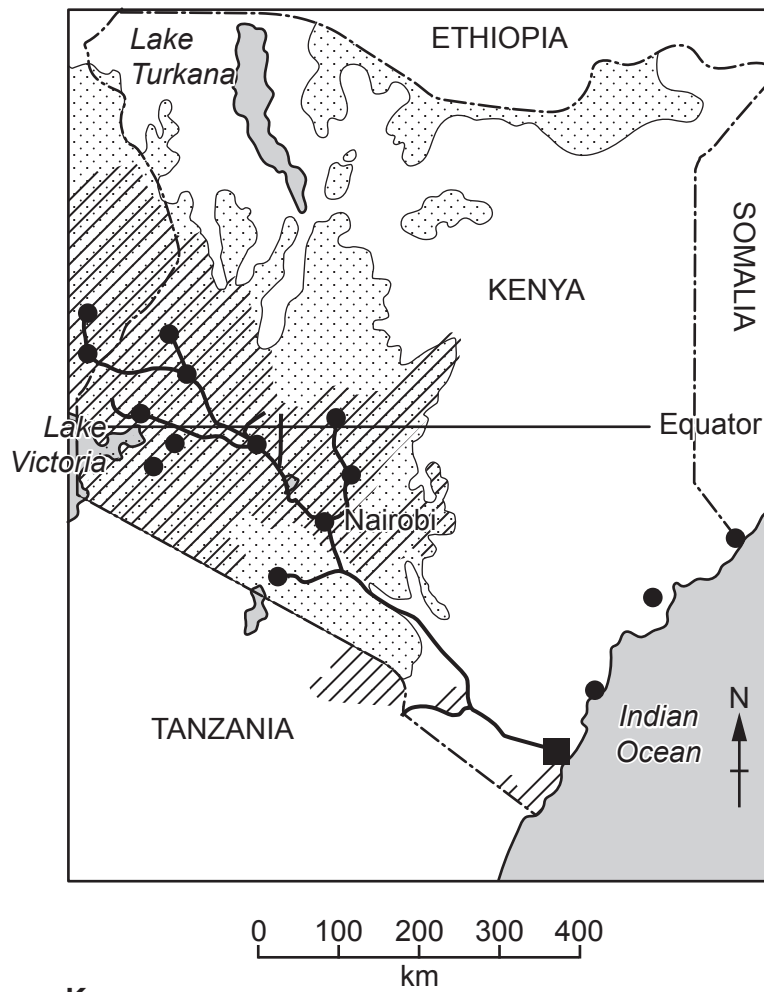 Lake
Turkana
ETHIOPIA
SOMALIA
KENYA
Equator
Lake
Victoria
Nairobi
TANZANIA
Indian
Ocean
N
0 100 200 300 400
km